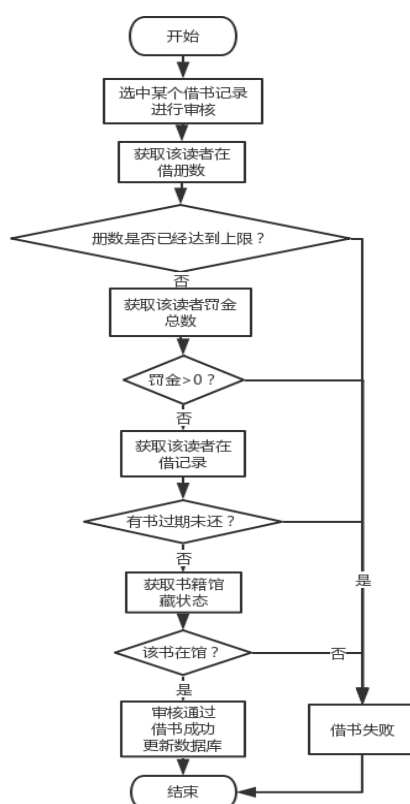 开始
选中某个借书记录
进行审核
获取该读者在
借册数
册数是否已经达到上限？
否
获取该读者罚金
总数
罚金>0？
否
获取该读者在
借记录
有书过期未还？
否
是
获取书籍馆
藏状态
该书在馆？
否
是
审核通过
借书成功
更新数据库
借书失败
结束